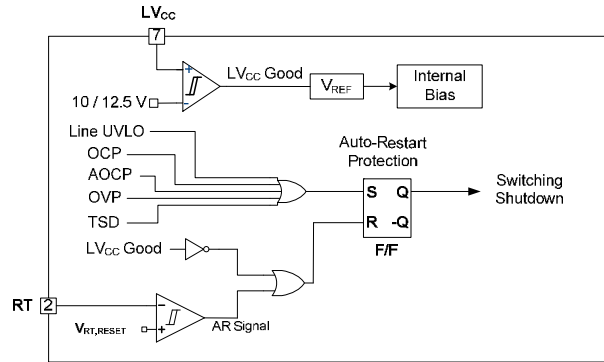 LVCC
7
+
-
10 / 12.5 V
LVCC Good
VREF
Internal
Bias
Line UVLO
OCP
AOCP
OVP
TSD
Auto-Restart
Protection
S Q
R -Q
F/F
Switching
Shutdown
LVCC Good
RT 2
-
VRT,RESET
+
AR Signal